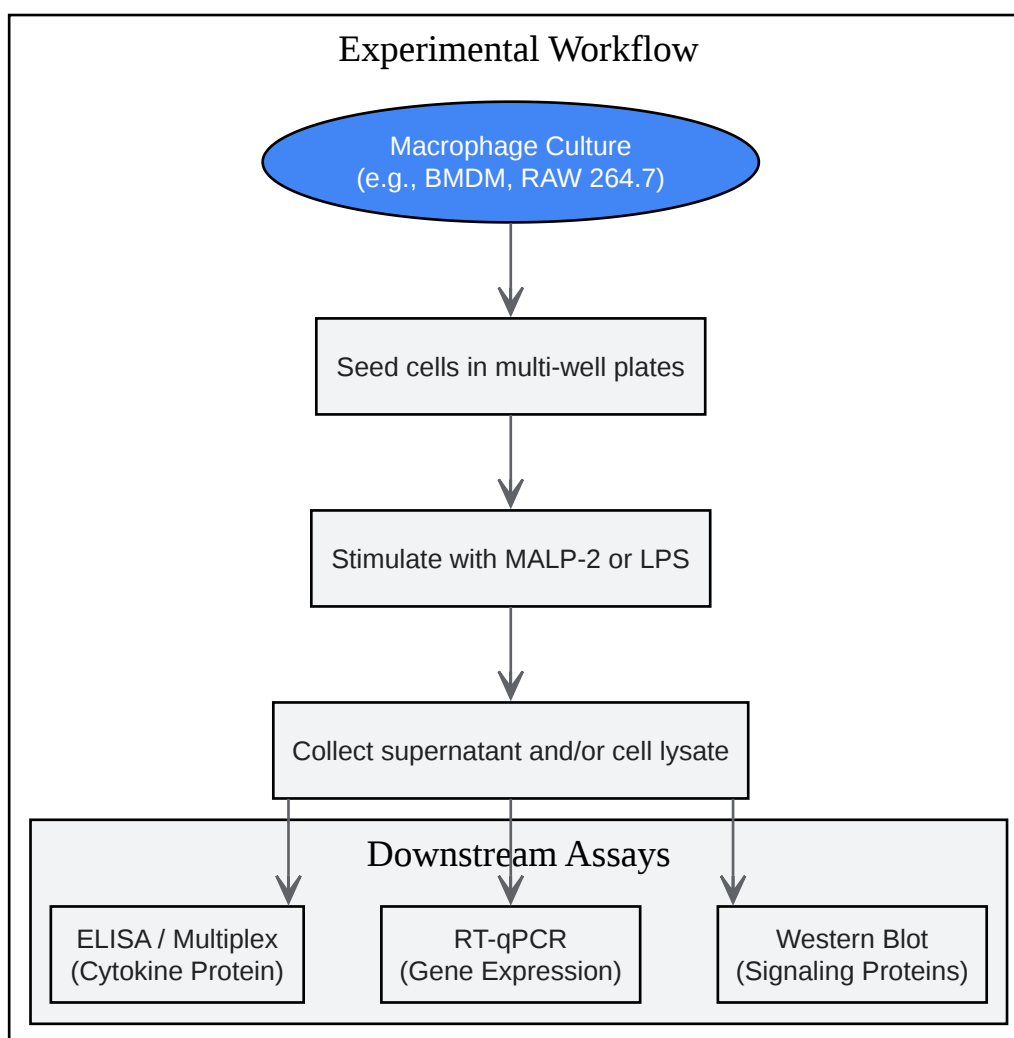 Experimental Workflow
Macrophage Culture
(e.g., BMDM, RAW 264.7)
Seed cells in multi-well plates
Stimulate with MALP-2 or LPS
Collect supernatant and/or cell lysate
Downstream Assays
ELISA / Multiplex
(Cytokine Protein)
RT-qPCR
(Gene Expression)
Western Blot
(Signaling Proteins)